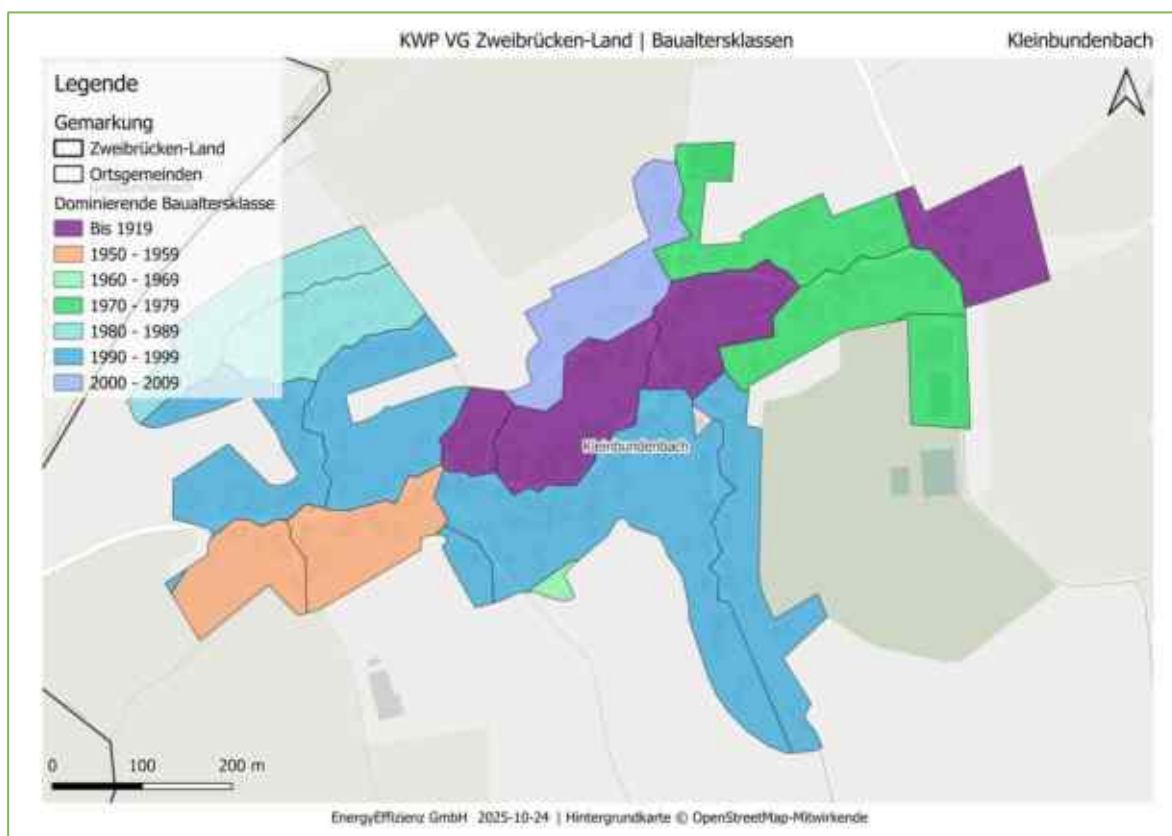 KWP VG Zweibrücken-Land | Baualtersklassen
Kleinbundenbach
Legende
Gemarkung
Zweibrücken-Land
Ortsgemeinden
Dominierende Baualtersklasse
Bis 1919
1950 - 1959
1960 - 1969
1970 - 1979
1980 - 1989
1990 - 1999
2000 - 2009
Kleinbundenbach
0 100 200 m
EnergyEffizienz GmbH 2025-10-24 | Hintergrundkarte © OpenStreetMap-Mitwirkende